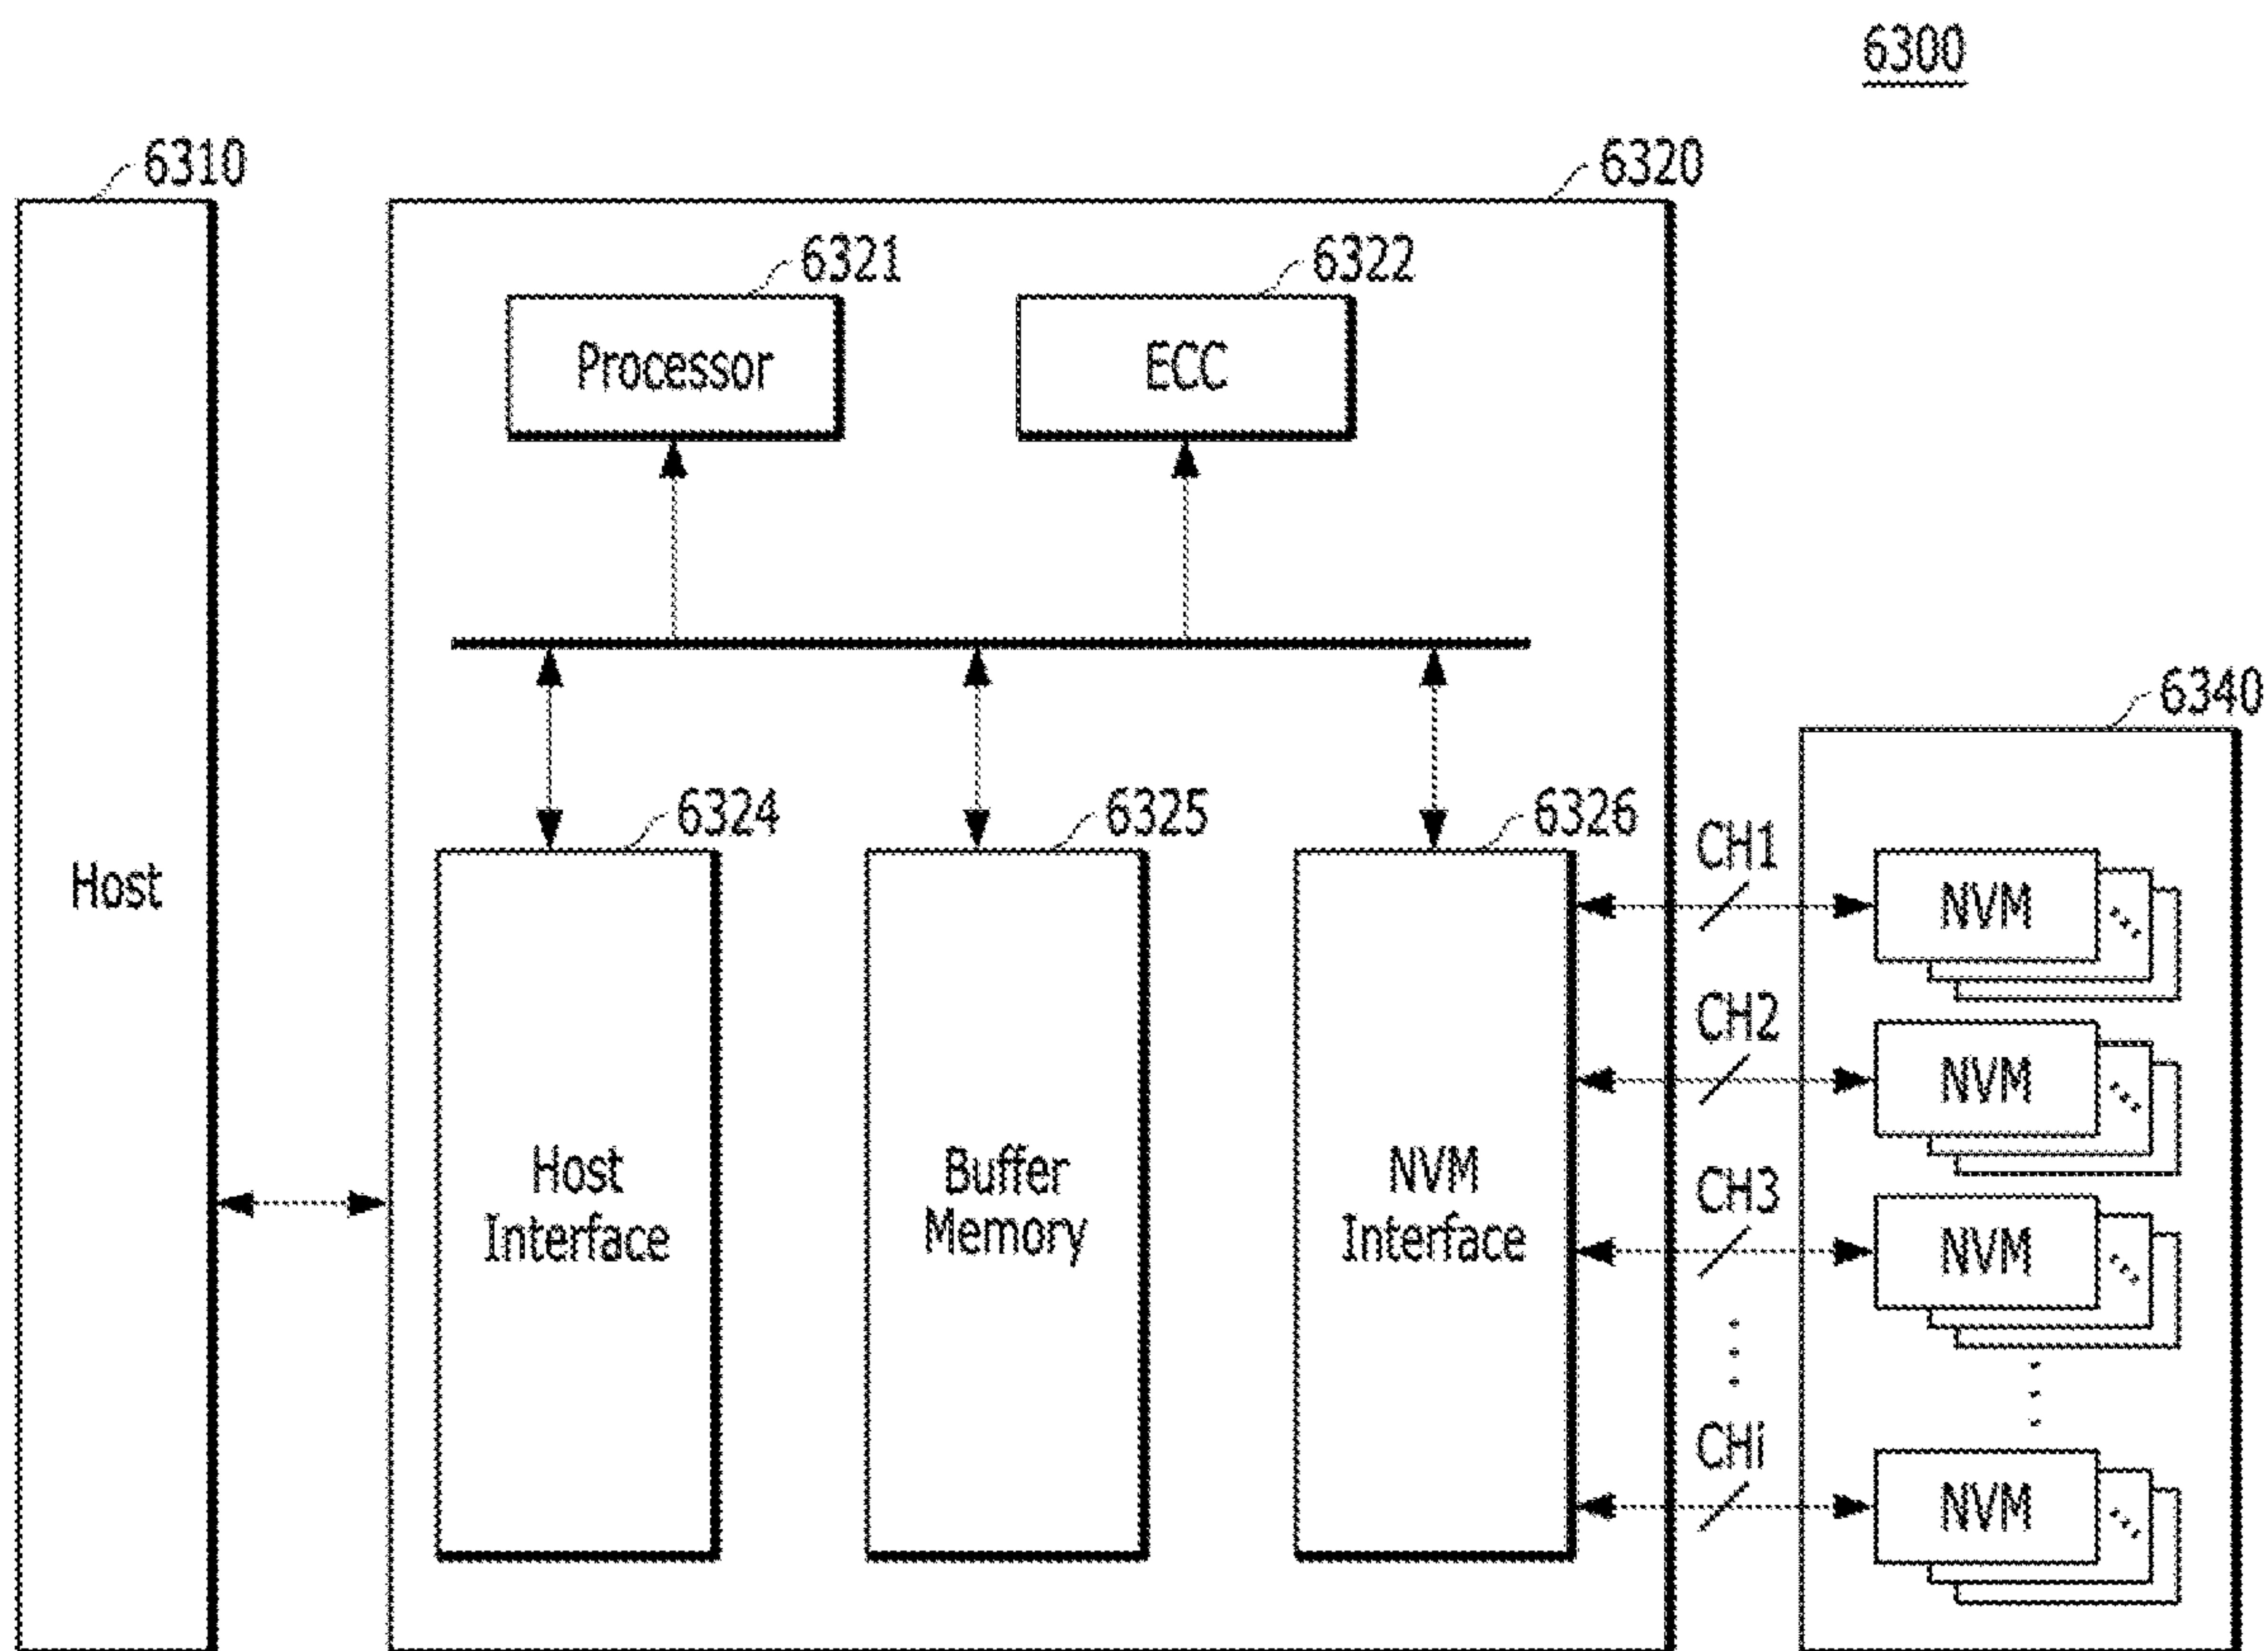 6300
6310
6320
6321
6322
Processor
ECC
6340
6324
6325
6326
CH1
Host
NVM
CH2
NVM
Host
Interface
Buffer
Memory
NVM
Interface
CH3
NVM
CHi
NVM